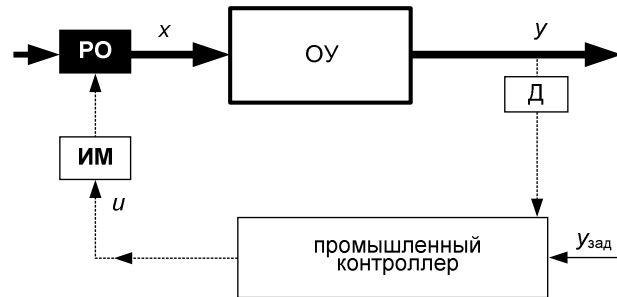 x
y
РО
ОУ
Д
ИМ
u
промышленный
контроллер
yзад